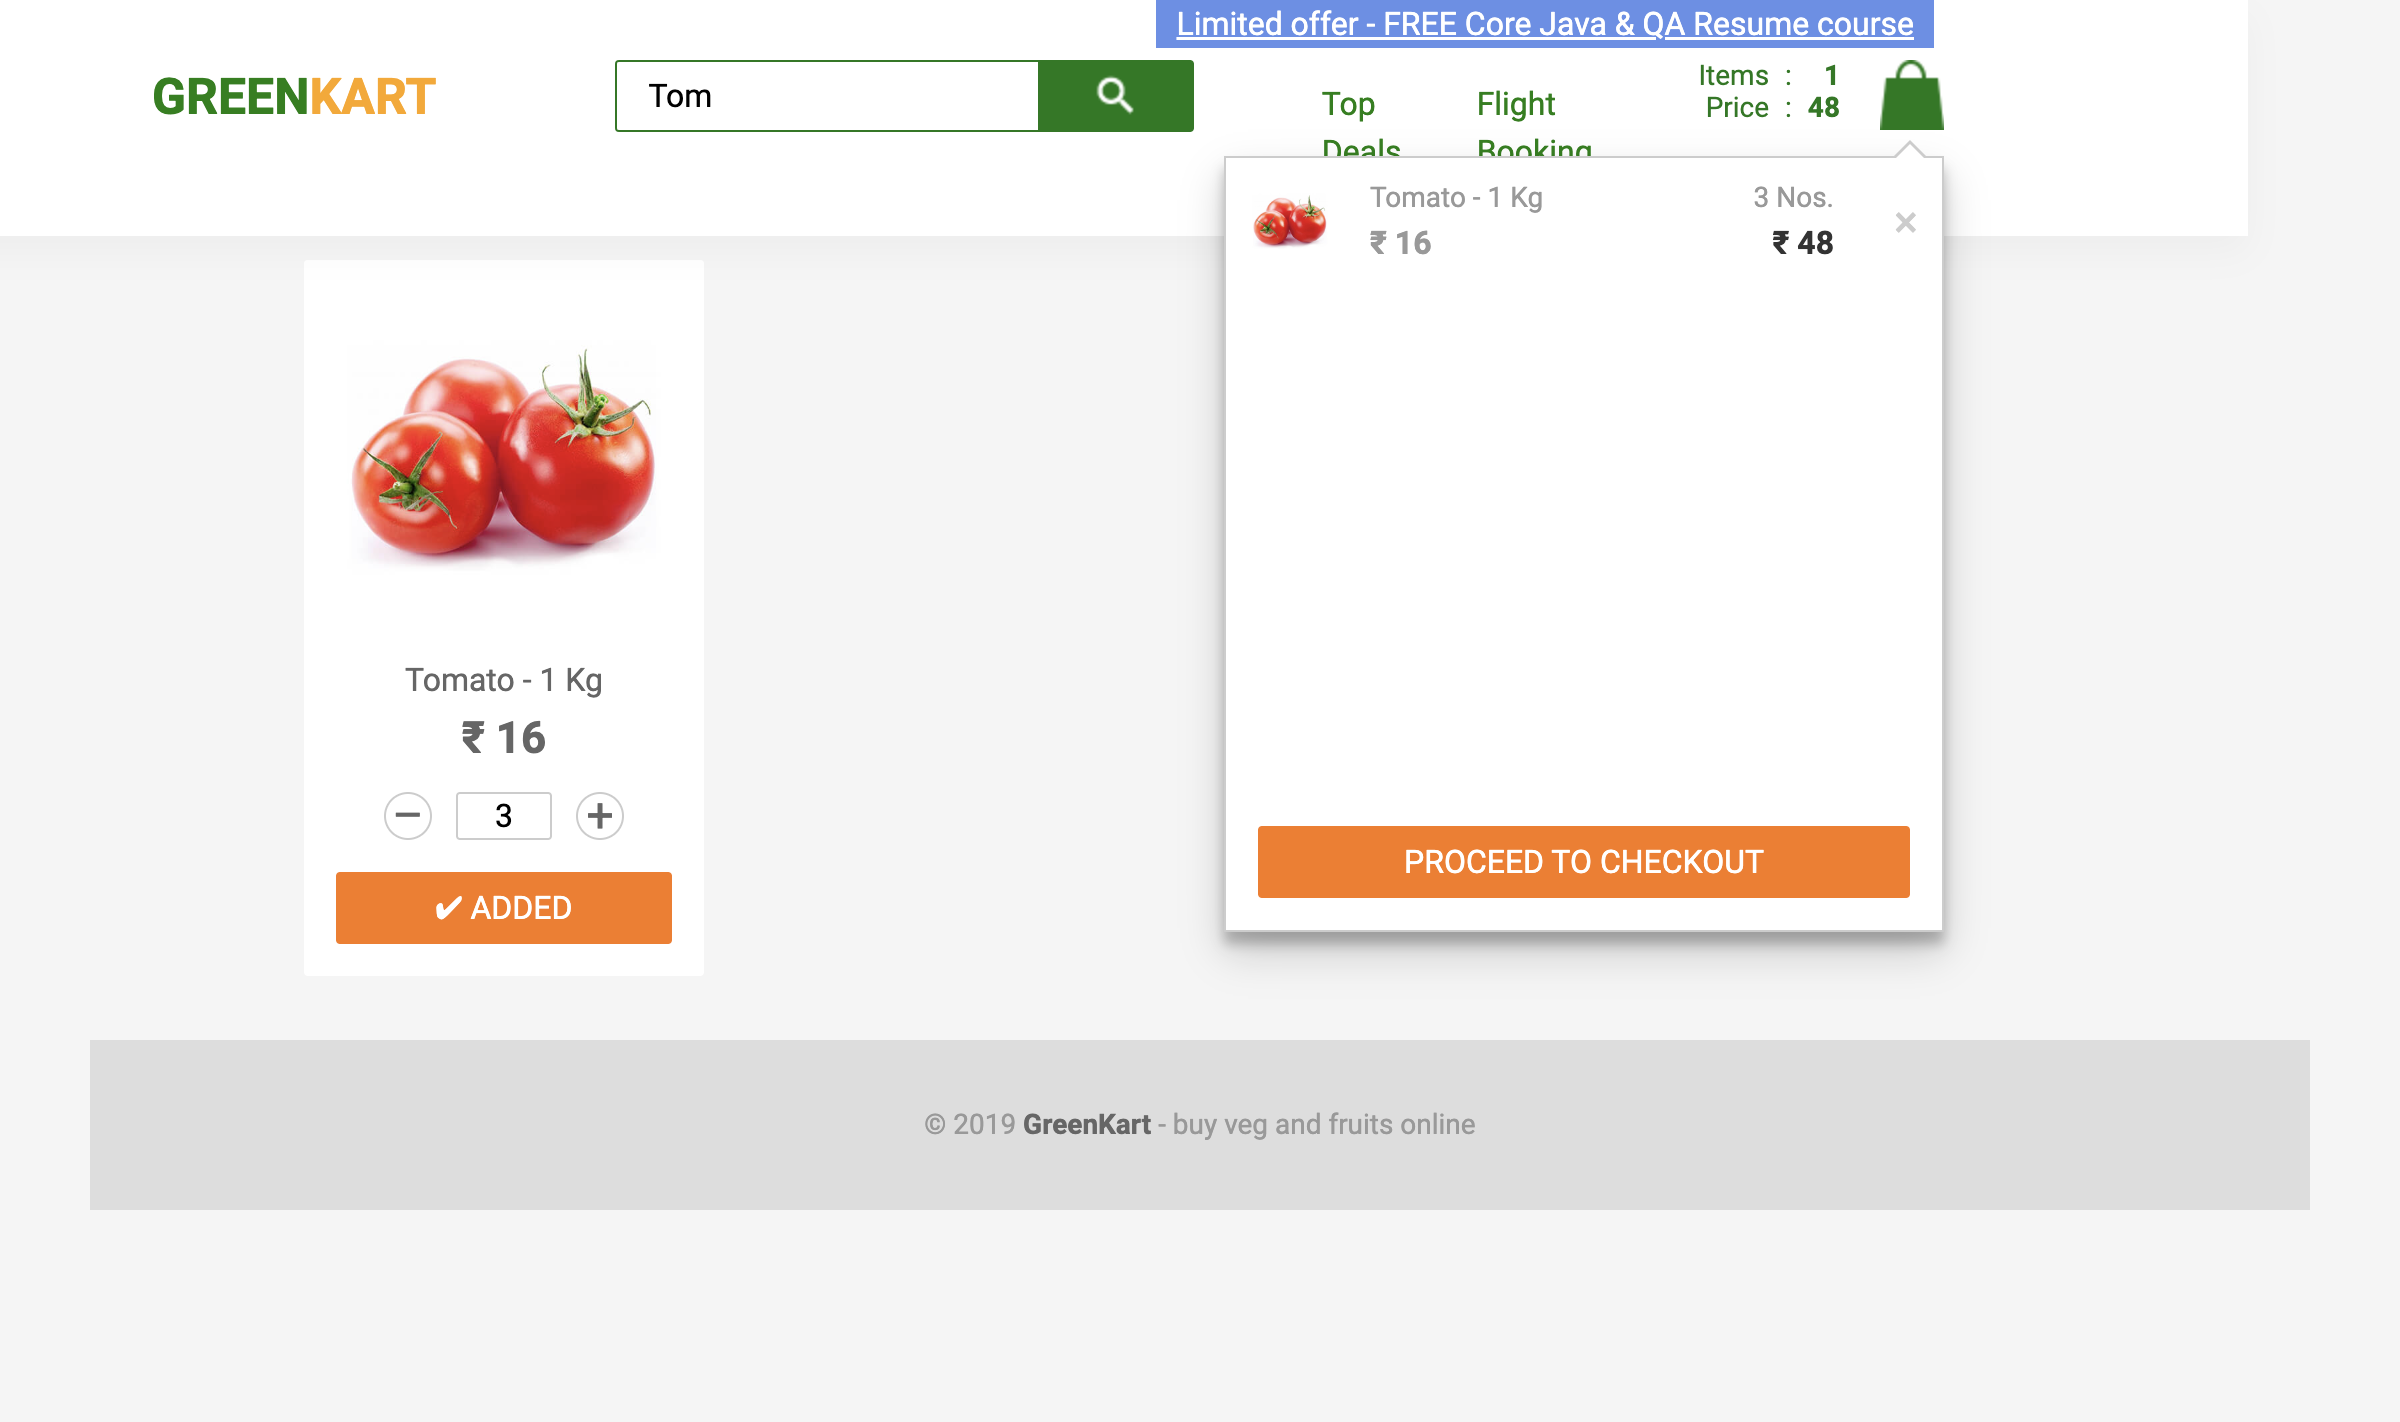 Limited offer - FREE Core Java & QA Resume course
GREENKART
Tom
Top
Deals
Flight
Booking
Items : 1
Price : 48
Tomato - 1 Kg
3 Nos.
₹ 16
₹ 48
×
Tomato - 1 Kg
₹ 16
3
✔ ADDED
PROCEED TO CHECKOUT
© 2019 GreenKart - buy veg and fruits online